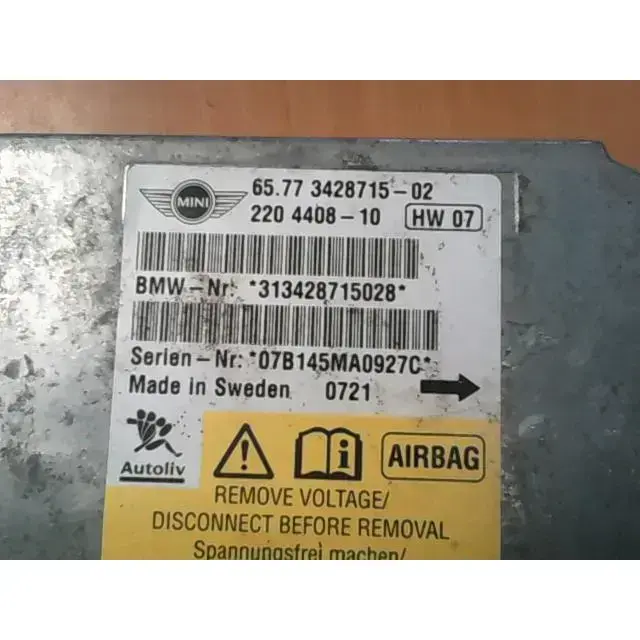 MINI
65.77 3428715-02
220 4408-10 HW 07
BMW-Nr: *313428715028*
Serien-Nr: *07B145MA0927C*
Made in Sweden 0721
Autoliv
AIRBAG
REMOVE VOLTAGE/
DISCONNECT BEFORE REMOVAL
Spannungsfrei machen/